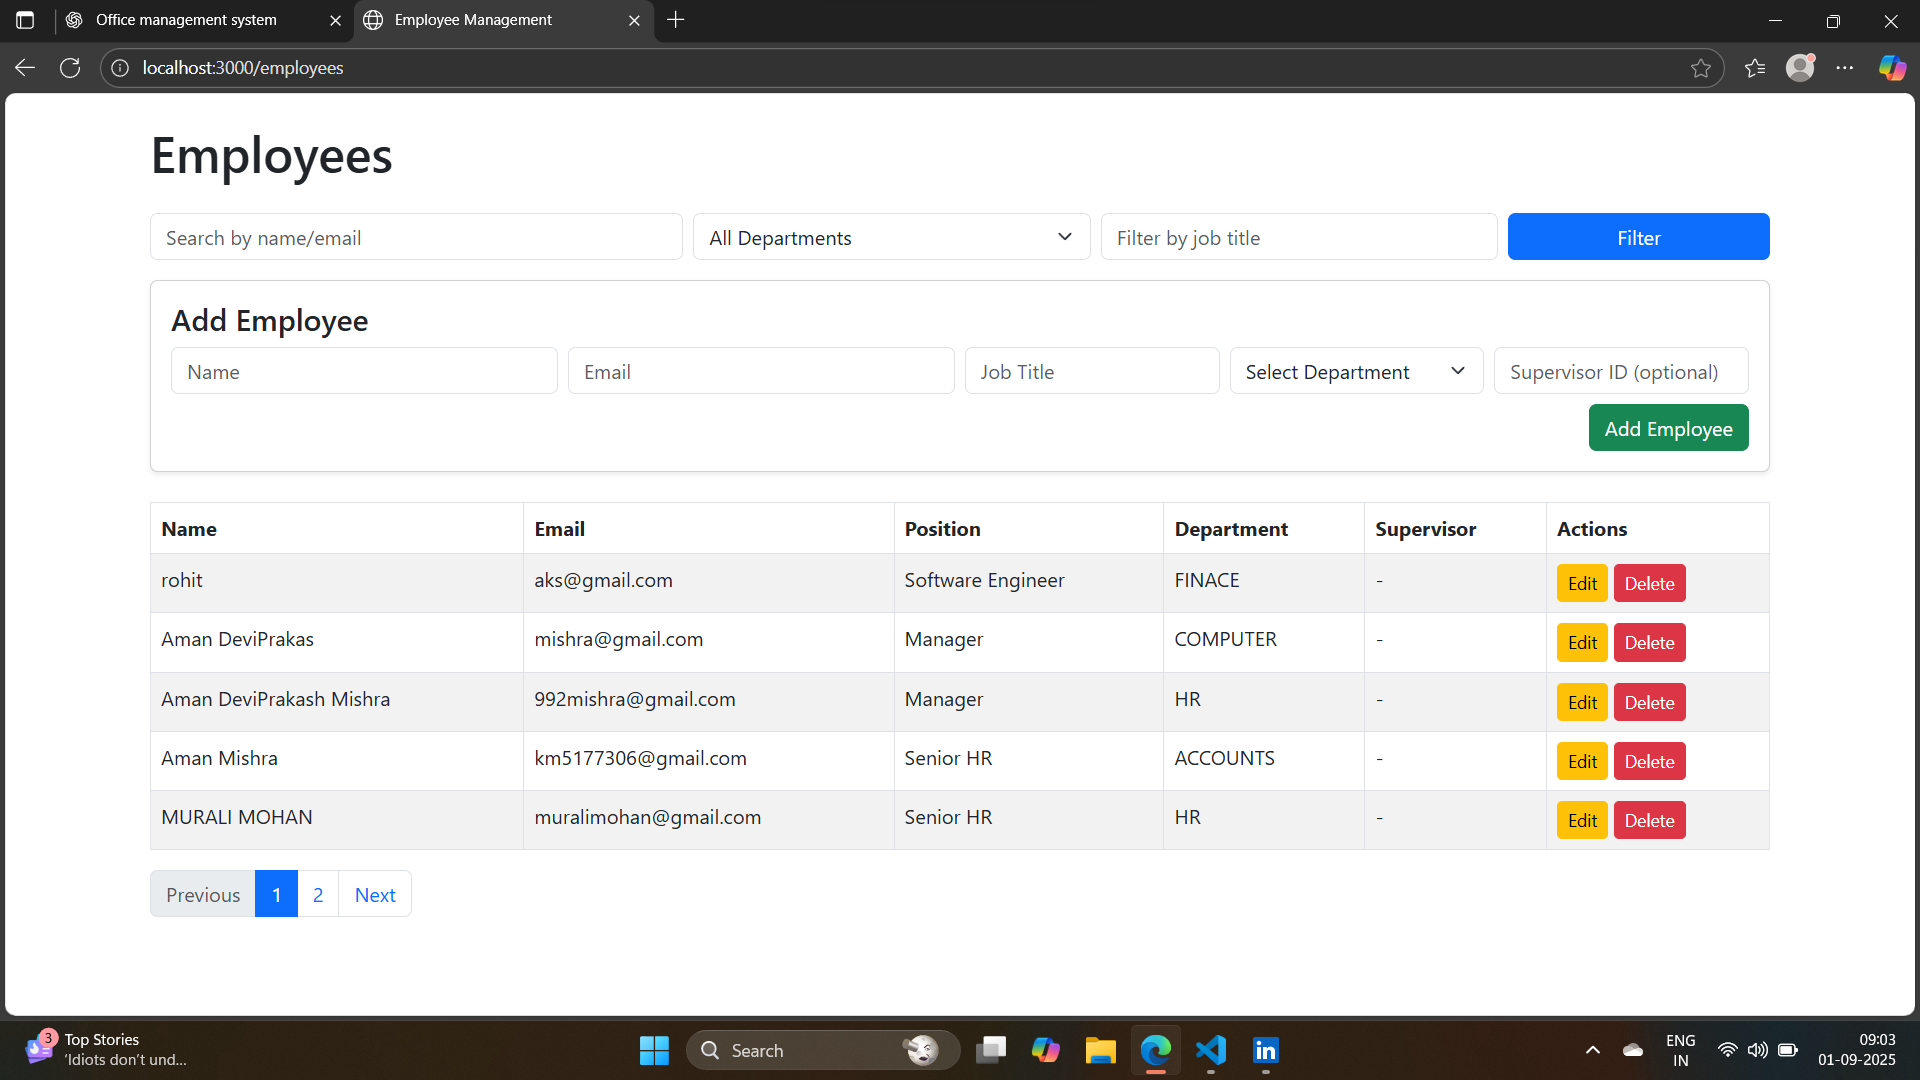 Office management system
Employee Management
localhost:3000/employees
Employees
Search by name/email All Departments Filter by job title Filter
Add Employee
Name Email Job Title Select Department Supervisor ID (optional)
Add Employee
Name Email Position Department Supervisor Actions
rohit aks@gmail.com Software Engineer FINACE - Edit Delete
Aman DeviPrakas mishra@gmail.com Manager COMPUTER - Edit Delete
Aman DeviPrakash Mishra 992mishra@gmail.com Manager HR - Edit Delete
Aman Mishra km5177306@gmail.com Senior HR ACCOUNTS - Edit Delete
MURALI MOHAN muralimohan@gmail.com Senior HR HR - Edit Delete
Previous 1 2 Next
3
Top Stories
'Idiots don't und...
Search
in
ENG
IN
09:03
01-09-2025